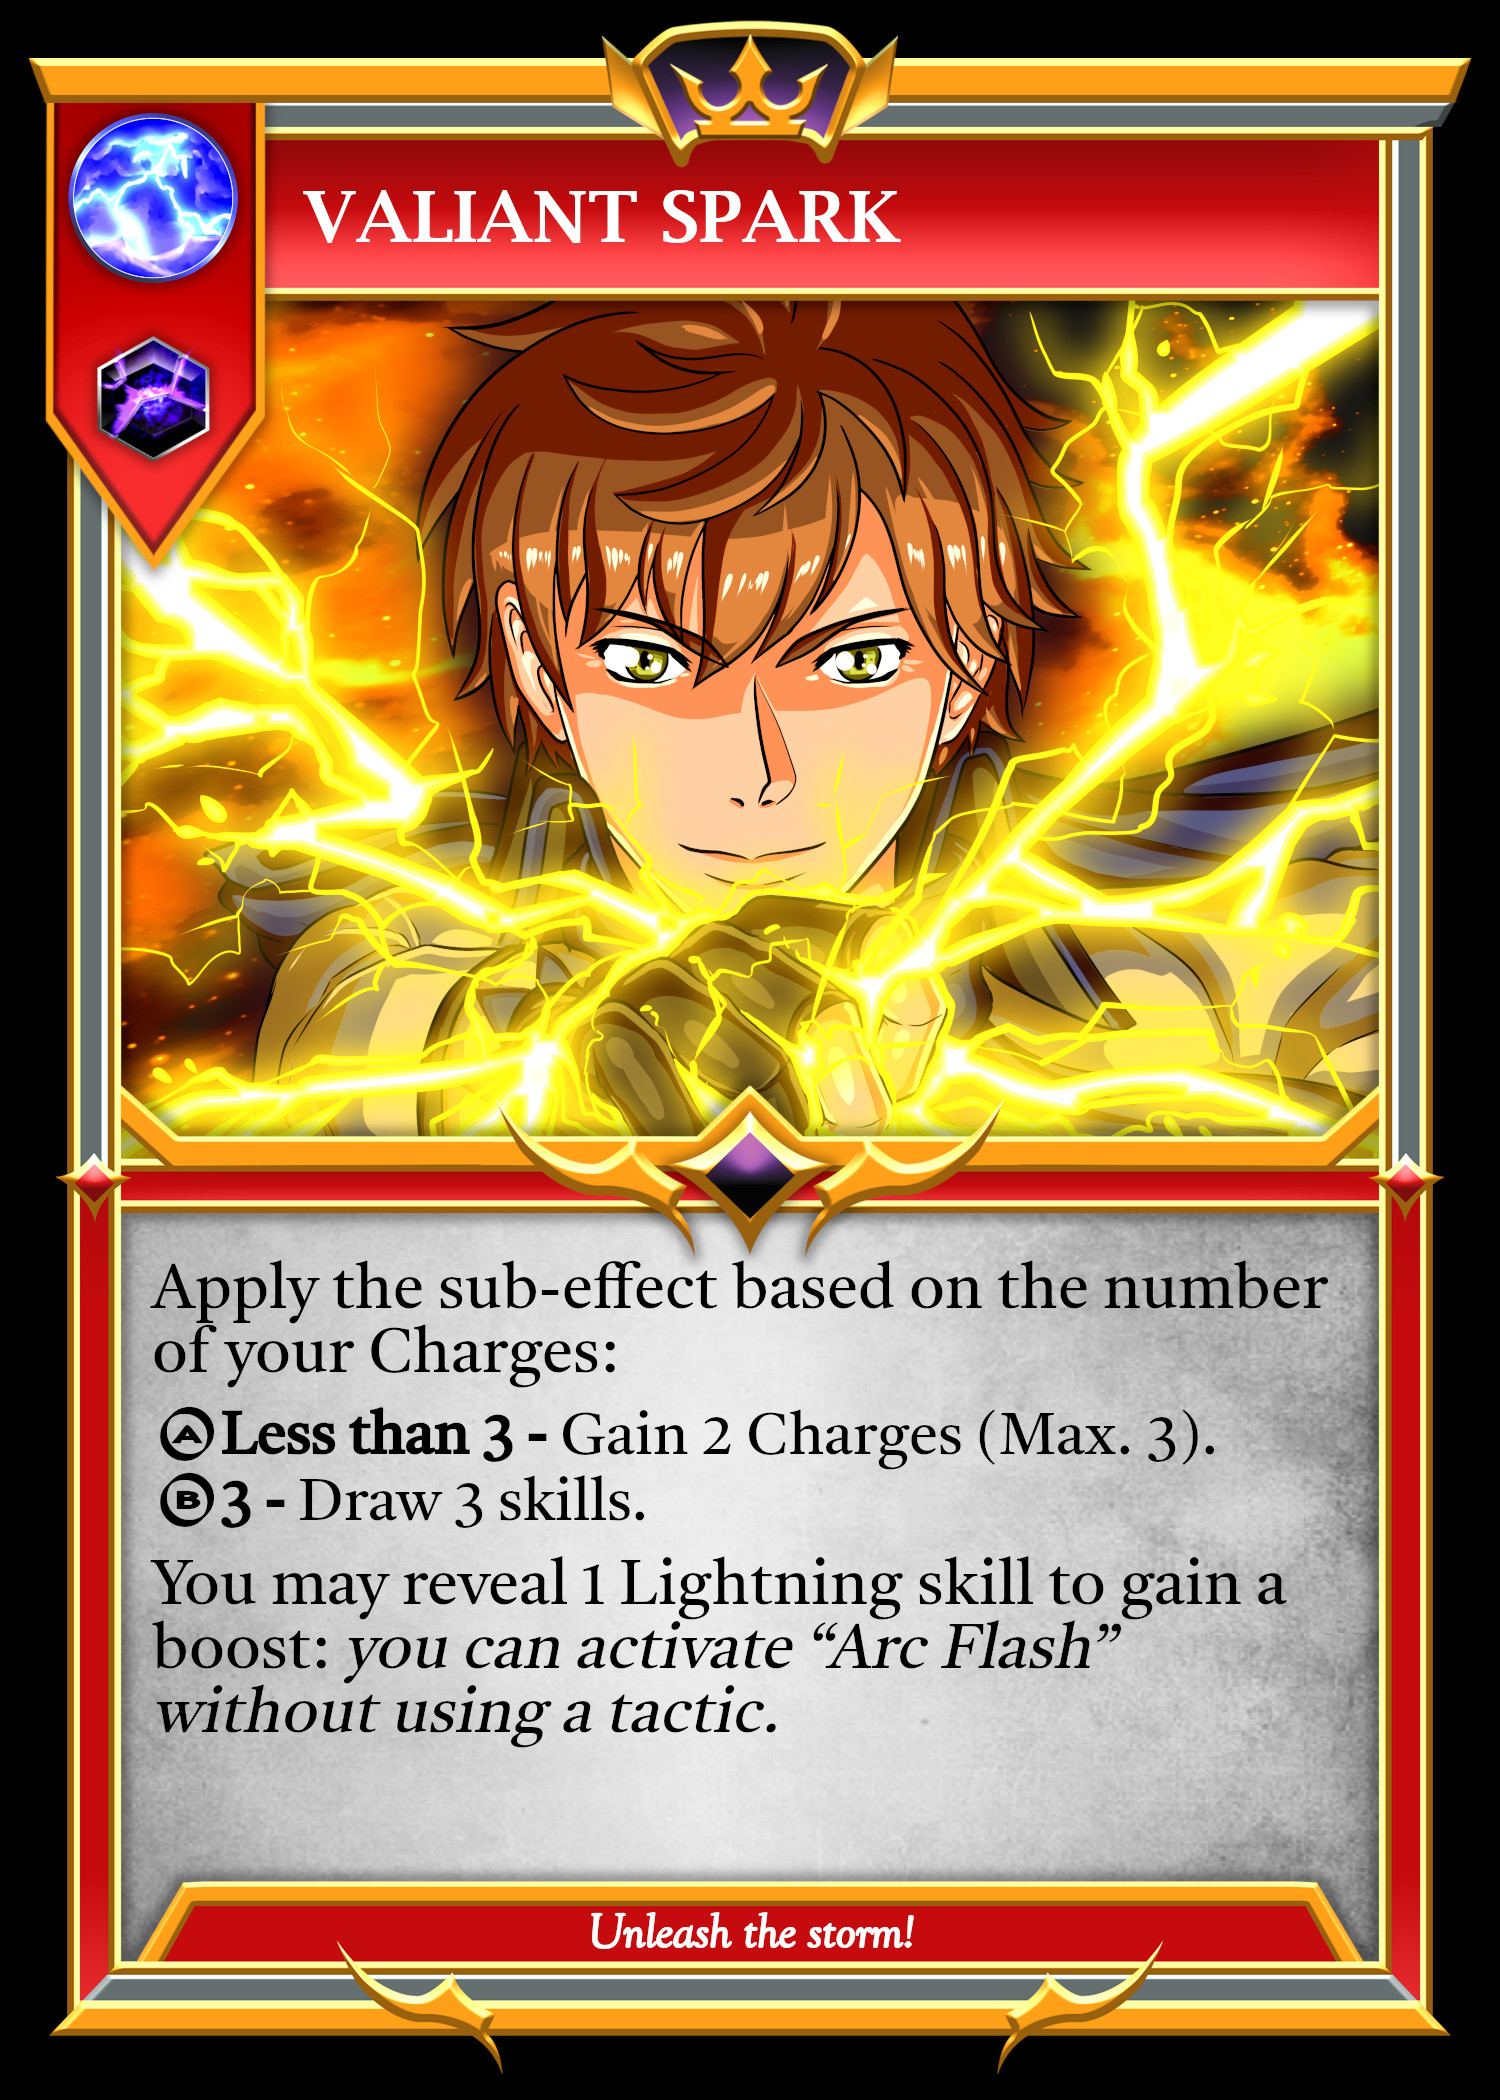 VALIANT SPARK
Apply the sub-effect based on the number
of your Charges:
Ⓐ Less than 3 - Gain 2 Charges (Max. 3).
Ⓑ 3 - Draw 3 skills.
You may reveal 1 Lightning skill to gain a
boost: you can activate “Arc Flash”
without using a tactic.
Unleash the storm!